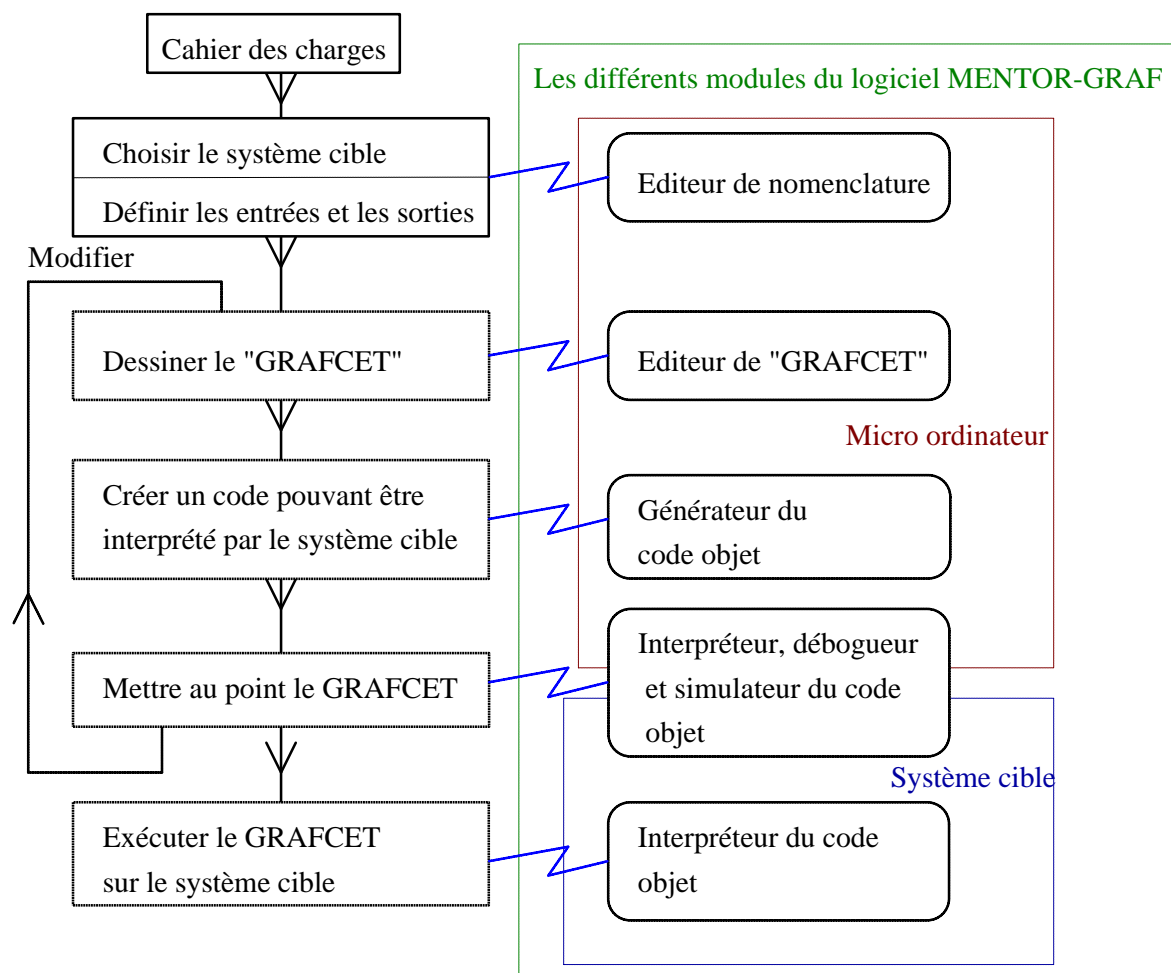 Cahier des charges
Les différents modules du logiciel MENTOR-GRAF
Choisir le système cible
Définir les entrées et les sorties
Editeur de nomenclature
Modifier
Dessiner le "GRAFCET"
Editeur de "GRAFCET"
Micro ordinateur
Créer un code pouvant être
interprété par le système cible
Générateur du
code objet
Mettre au point le GRAFCET
Interpréteur, débogueur
et simulateur du code
objet
Système cible
Exécuter le GRAFCET
sur le système cible
Interpréteur du code
objet